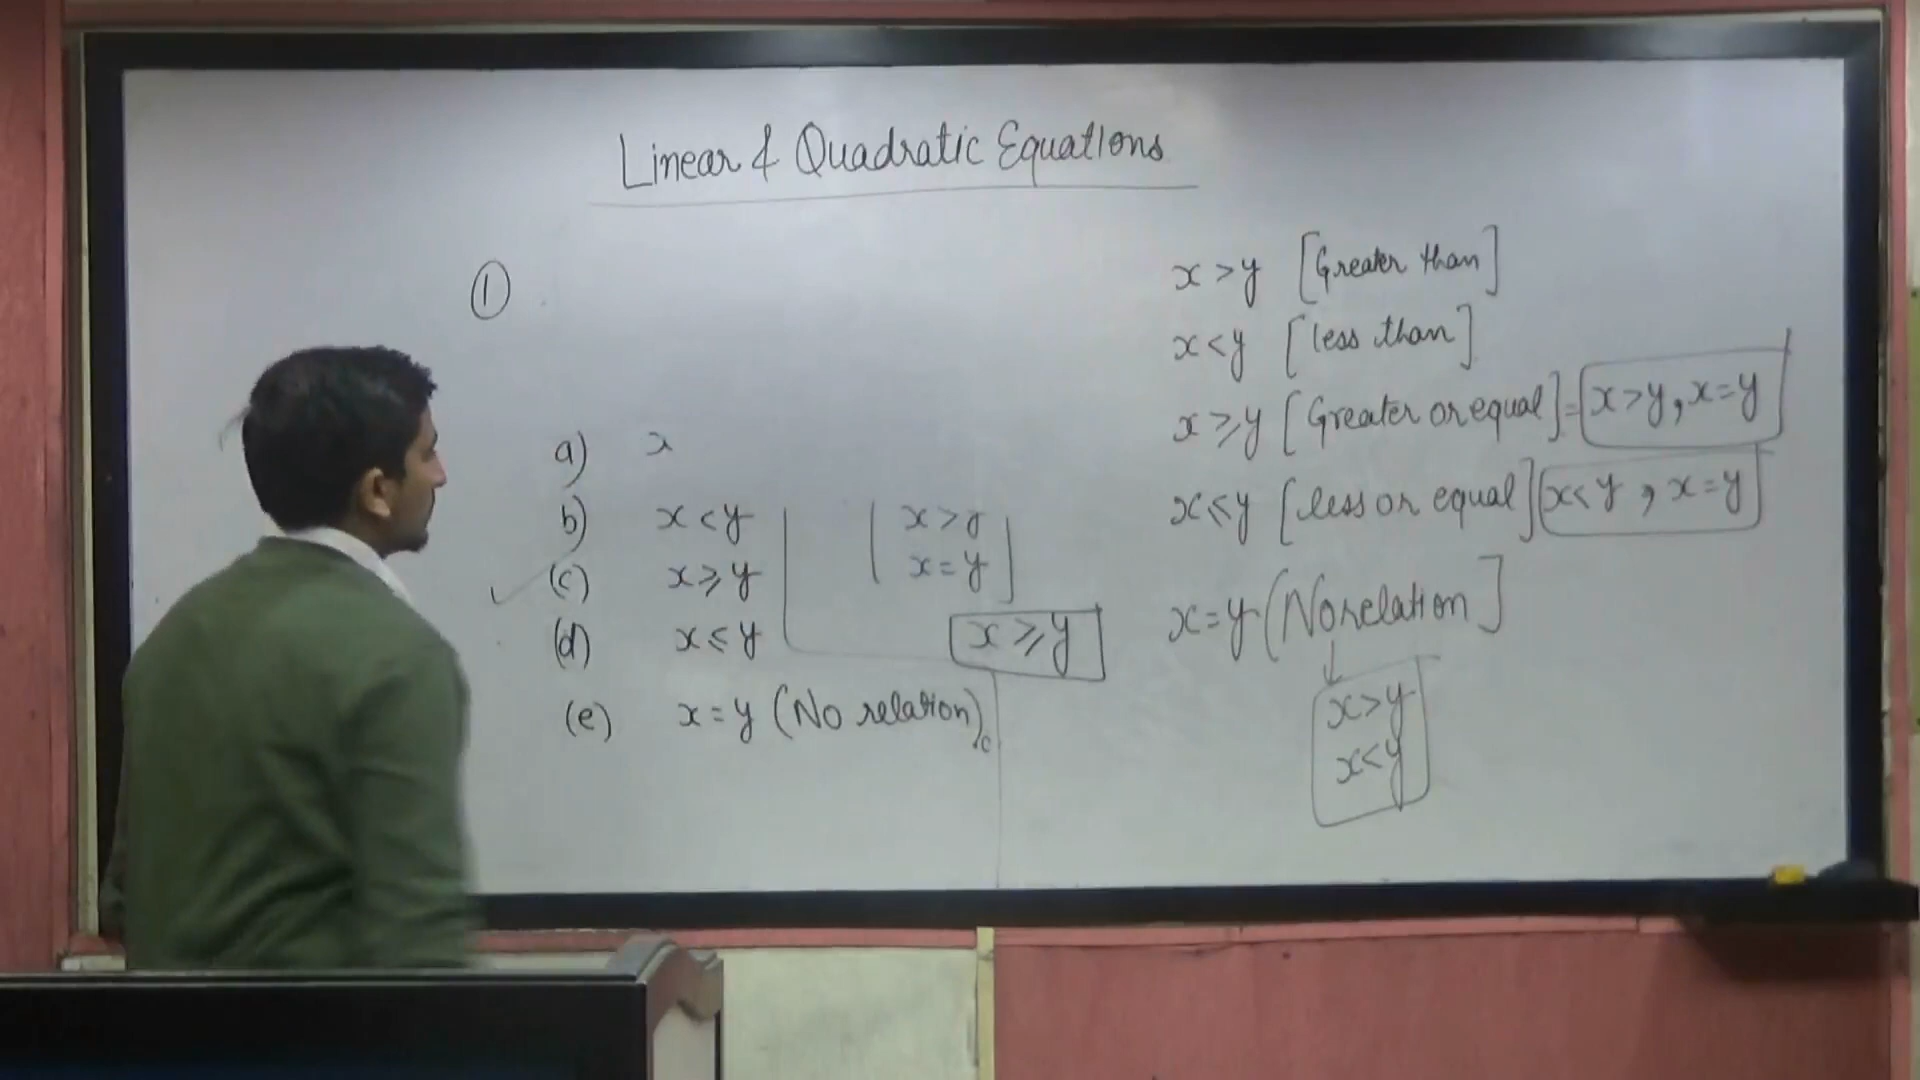 Linear & Quadratic Equations
①
a) x
b) x < y
(c) x ⩾ y
(d) x ⩽ y
(e) x = y (No relation)
x > y
x = y
x ⩾ y
x > y [Greater than]
x < y [less than]
x ⩾ y [Greater or equal] = x > y, x = y
x ⩽ y [less or equal] x < y, x = y
x = y (No relation]
↓
x > y
x < y